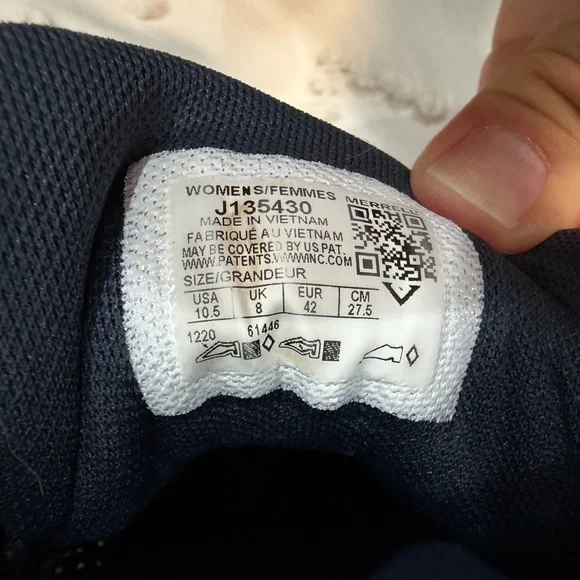 WOMENS/FEMMES
MERRELL
J135430
MADE IN VIETNAM
FABRIQUÉ AU VIETNAM
MAY BE COVERED BY US PAT.
WWW.PATENTS.WWWINC.COM
SIZE/GRANDEUR
USA UK EUR CM
10.5 8 42 27.5
1220 61446